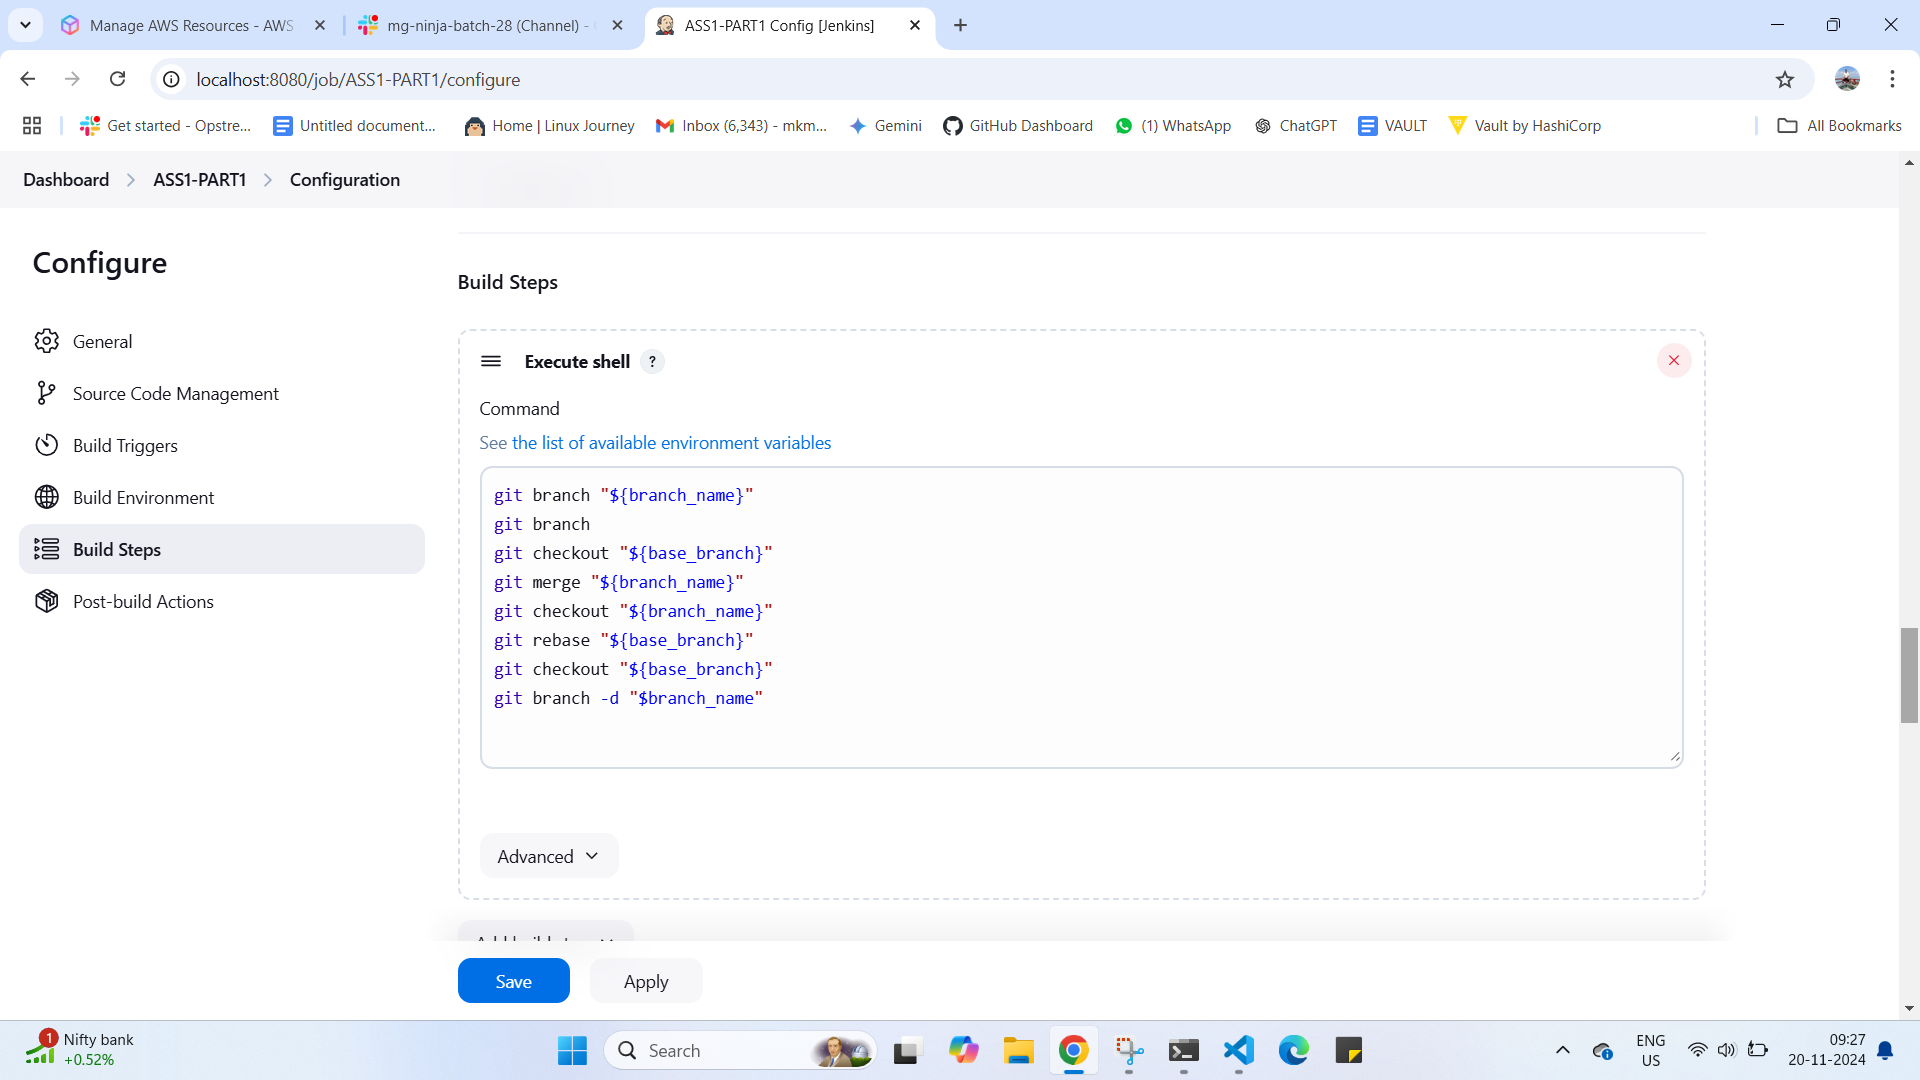 Manage AWS Resources - AWS
mg-ninja-batch-28 (Channel) -
ASS1-PART1 Config [Jenkins]
localhost:8080/job/ASS1-PART1/configure
Get started - Opstre...
Untitled document...
Home | Linux Journey
Inbox (6,343) - mkm...
Gemini
GitHub Dashboard
(1) WhatsApp
ChatGPT
VAULT
Vault by HashiCorp
All Bookmarks
Dashboard
ASS1-PART1
Configuration
Configure
General
Source Code Management
Build Triggers
Build Environment
Build Steps
Post-build Actions
Build Steps
Execute shell ?
Command
See the list of available environment variables
git branch "${branch_name}"
git branch
git checkout "${base_branch}"
git merge "${branch_name}"
git checkout "${branch_name}"
git rebase "${base_branch}"
git checkout "${base_branch}"
git branch -d "$branch_name"
Advanced
Save
Apply
1
Nifty bank
+0.52%
Search
ENG
US
09:27
20-11-2024